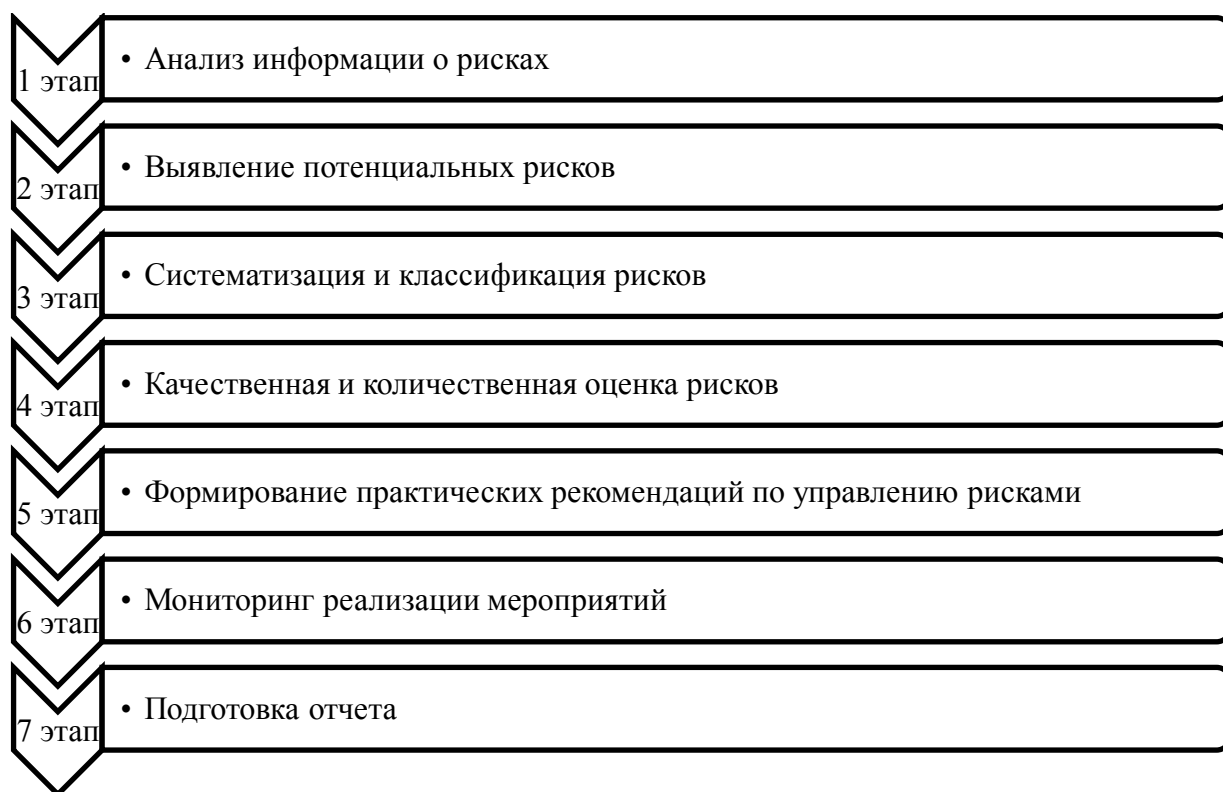 1 этап
• Анализ информации о рисках
2 этап
• Выявление потенциальных рисков
3 этап
• Систематизация и классификация рисков
4 этап
• Качественная и количественная оценка рисков
5 этап
• Формирование практических рекомендаций по управлению рисками
6 этап
• Мониторинг реализации мероприятий
7 этап
• Подготовка отчета